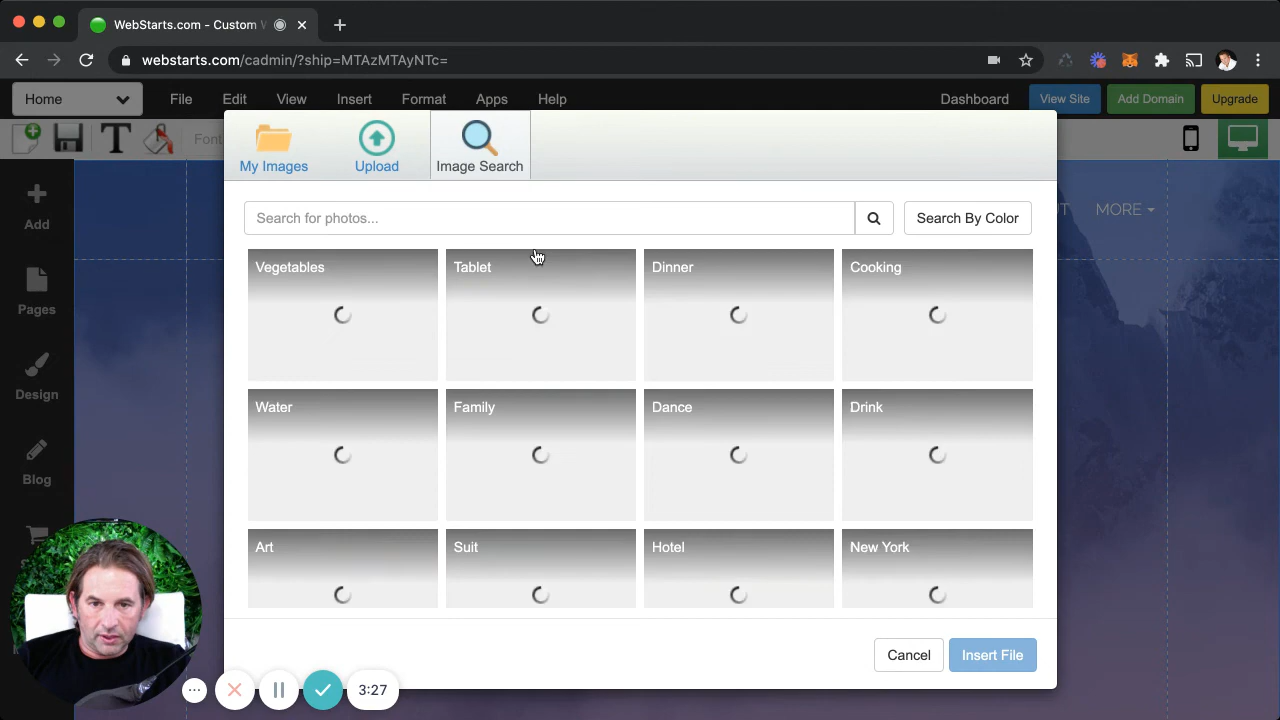 WebStarts.com - Custom W
webstarts.com/cadmin/?ship=MTAzMTAyNTc=
Home File Edit View Insert Format Apps Help Dashboard View Site Add Domain Upgrade
Font
My Images Upload Image Search
Search for photos... Search By Color
MORE
Add
Pages
Design
Blog
Vegetables Tablet Dinner Cooking
Water Family Dance Drink
Art Suit Hotel New York
Cancel Insert File
3:27